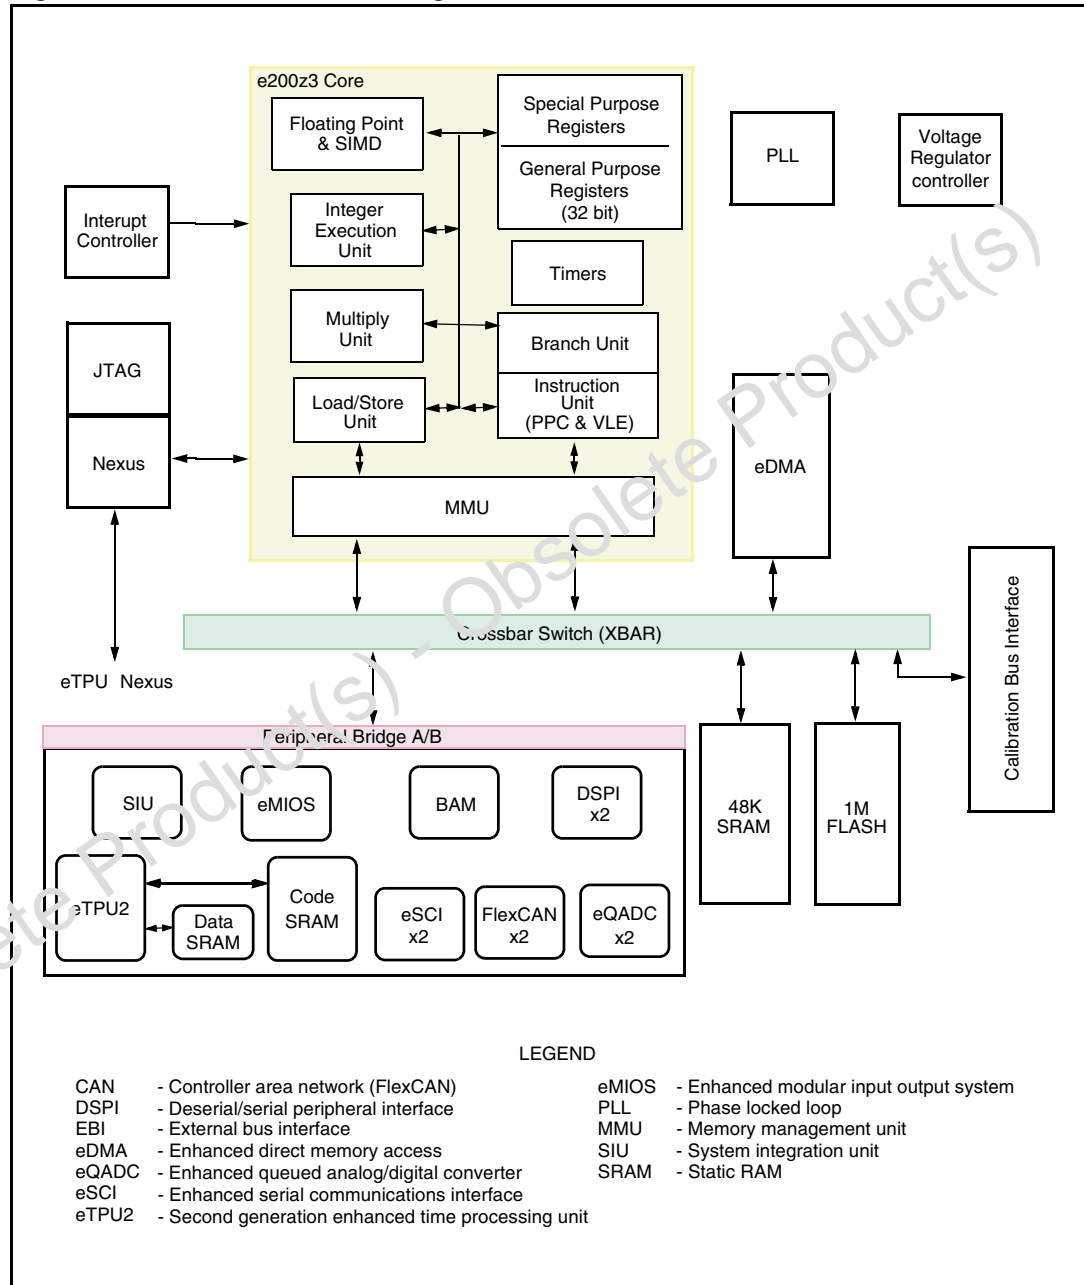 e200z3 Core
Floating Point
& SIMD
Special Purpose
Registers
General Purpose
Registers
(32 bit)
PLL
Voltage
Regulator
controller
Interupt
Controller
Integer
Execution
Unit
Timers
Multiply
Unit
Branch Unit
JTAG
Load/Store
Unit
Instruction
Unit
(PPC & VLE)
Nexus
eDMA
MMU
Crossbar Switch (XBAR)
Calibration Bus Interface
eTPU Nexus
Peripheral Bridge A/B
SIU
eMIOS
BAM
DSPI
x2
48K
SRAM
1M
FLASH
eTPU2
Code
SRAM
Data
SRAM
eSCI
x2
FlexCAN
x2
eQADC
x2
LEGEND
CAN - Controller area network (FlexCAN)
DSPI - Deserial/serial peripheral interface
EBI - External bus interface
eDMA - Enhanced direct memory access
eQADC - Enhanced queued analog/digital converter
eSCI - Enhanced serial communications interface
eTPU2 - Second generation enhanced time processing unit
eMIOS - Enhanced modular input output system
PLL - Phase locked loop
MMU - Memory management unit
SIU - System integration unit
SRAM - Static RAM
Product(s) - Obsolete Product(s)